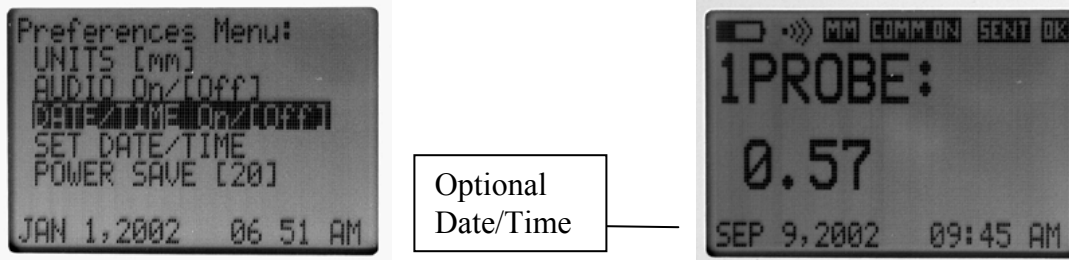 Preferences Menu:
UNITS [mm]
AUDIO On/[Off]
DATE/TIME On/[Off]
SET DATE/TIME
POWER SAVE [20]
JAN 1,2002 06 51 AM
Optional
Date/Time
MM COMM ON SENT OK
1PROBE:
0.57
SEP 9,2002 09:45 AM